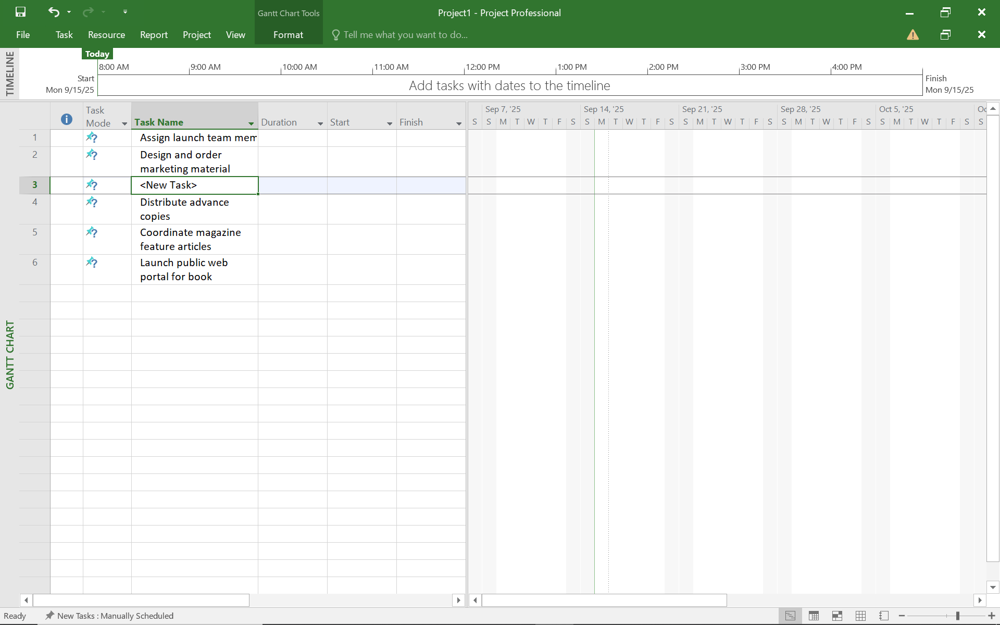 Gantt Chart Tools
Project1 - Project Professional
File
Task
Resource
Report
Project
View
Format
Tell me what you want to do...
TIMELINE
Today
8:00 AM
9:00 AM
10:00 AM
11:00 AM
12:00 PM
1:00 PM
2:00 PM
3:00 PM
4:00 PM
Start
Mon 9/15/25
Add tasks with dates to the timeline
Finish
Mon 9/15/25
GANTT CHART
Task
Mode
Task Name
Duration
Start
Finish
Sep 7, '25
Sep 14, '25
Sep 21, '25
Sep 28, '25
Oct 5, '25
Oc
S S M T W T F S S M T W T F S S M T W T F S S M T W T F S S M T W T F S S
1 Assign launch team mem
2 Design and order
marketing material
3 <New Task>
4 Distribute advance
copies
5 Coordinate magazine
feature articles
6 Launch public web
portal for book
Ready
New Tasks : Manually Scheduled